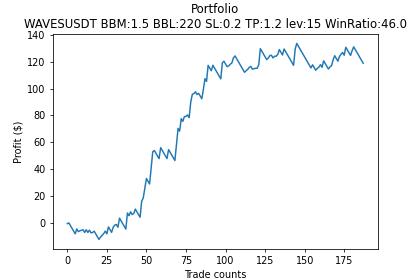 Portfolio
WAVESUSDT BBM:1.5 BBL:220 SL:0.2 TP:1.2 lev:15 WinRatio:46.0
140
120
100
80
60
40
20
0
Profit ($)
0 25 50 75 100 125 150 175
Trade counts